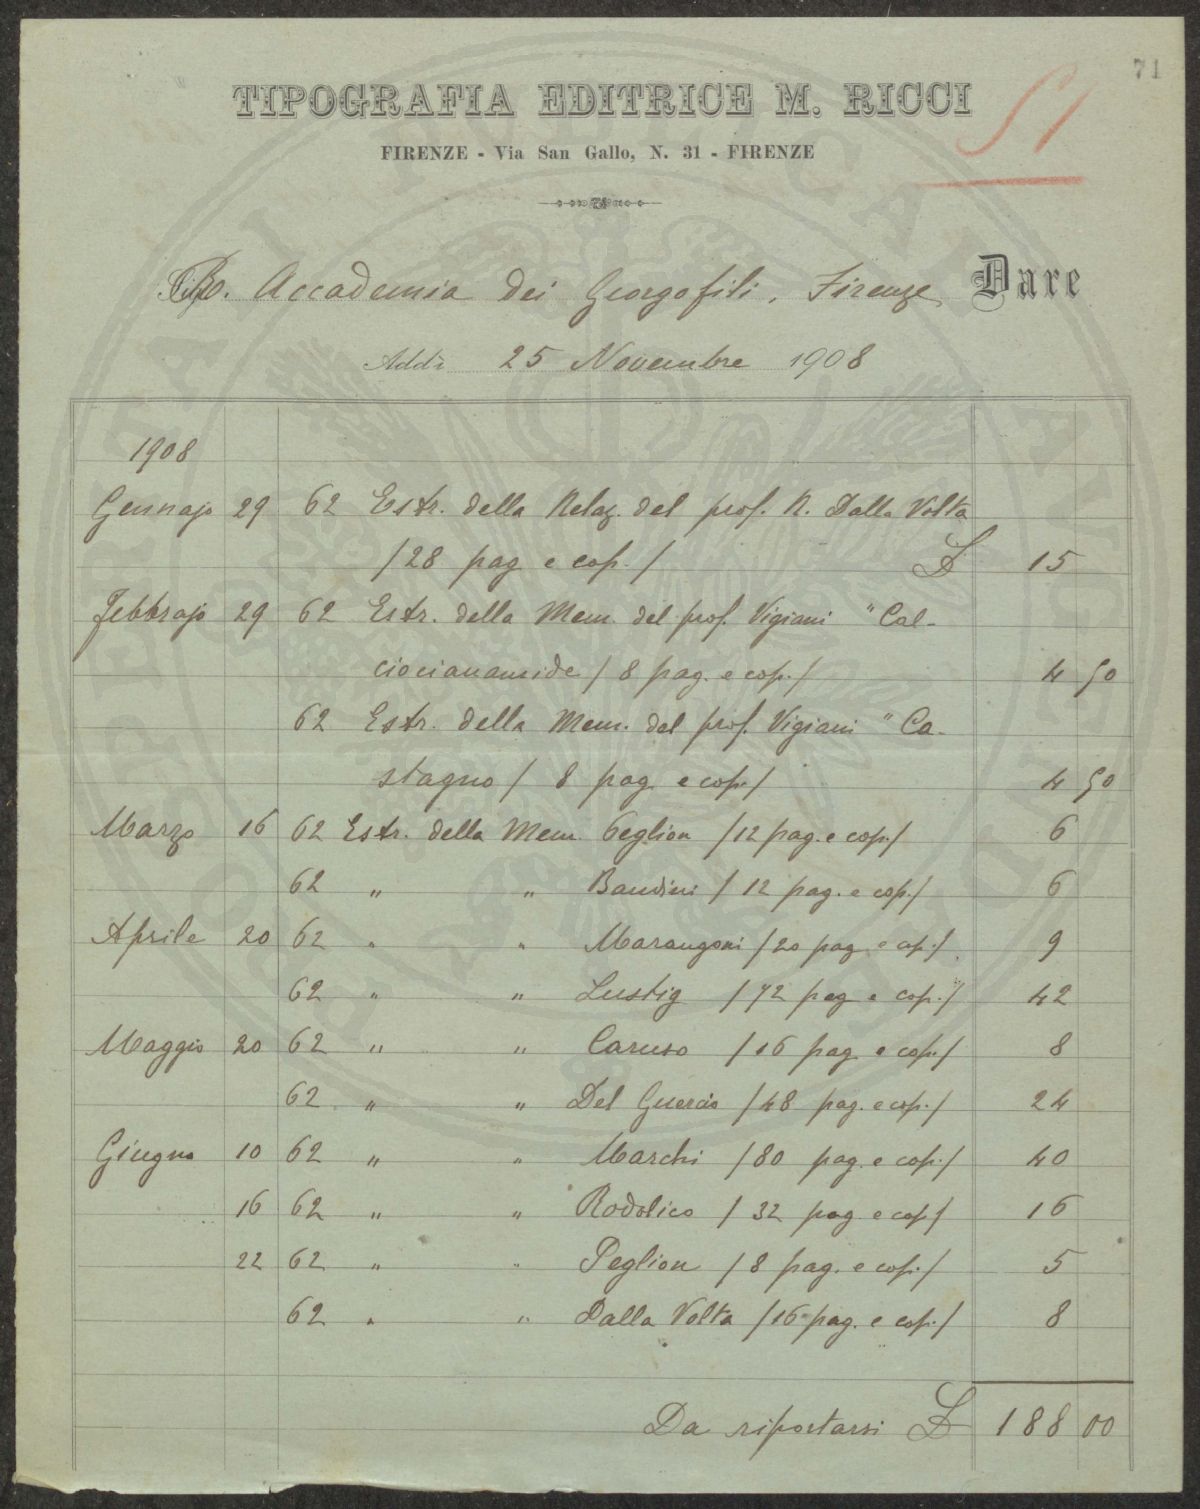 71
TIPOGRAFIA EDITRICE M. RICCI
51
FIRENZE - Via San Gallo, N. 31 - FIRENZE
R. Accademia dei Georgofili, Firenze Dare
Addì 25 Novembre 1908
1908
Gennajo 29 62 Estr. della Relaz. del prof. R. Dalla Volta
/28 pag e cop./ £ 15
Febbrajo 29 62 Estr. della Mem. del prof. Vigiani "Cal-
ciocianamide / 8 pag. e cop./ 4 50
62 Estr. della Mem. del prof. Vigiani "Ca-
stagno / 8 pag e cop./ 4 50
Marzo 16 62 Estr. della Mem. Peglion /12 pag. e cop./ 6
62 " " Bandini / 12 pag. e cop./ 6
Aprile 20 62 " " Marangoni /20 pag e cop./ 9
62 " " Lustig /72 pag e cop./ 42
Maggio 20 62 " " Caruso /16 pag e cop./ 8
62 " " Del Guercio /48 pag. e cop./ 24
Giugno 10 62 " " Marchi /80 pag. e cop./ 40
16 62 " " Rodolico / 32 pag e cop/ 16
22 62 " " Peglion /8 pag. e cop./ 5
62 " " Dalla Volta /16 pag. e cop./ 8
Da riportarsi £ 188 00